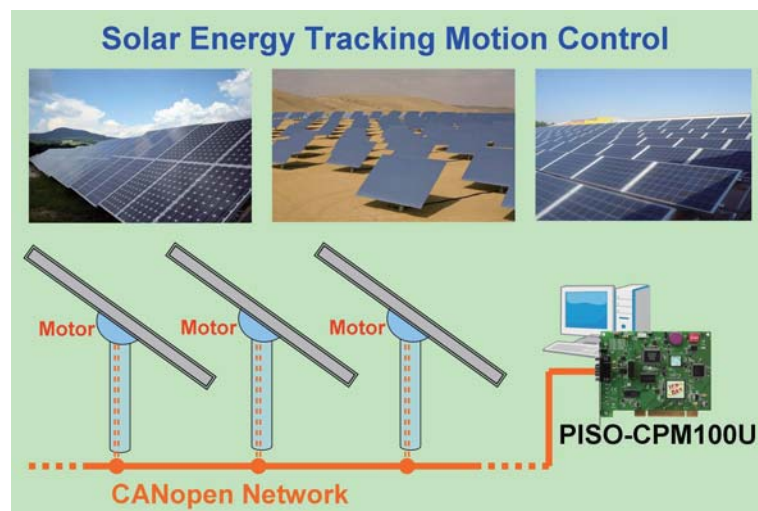 Solar Energy Tracking Motion Control
Motor
Motor
Motor
PISO-CPM100U
CANopen Network